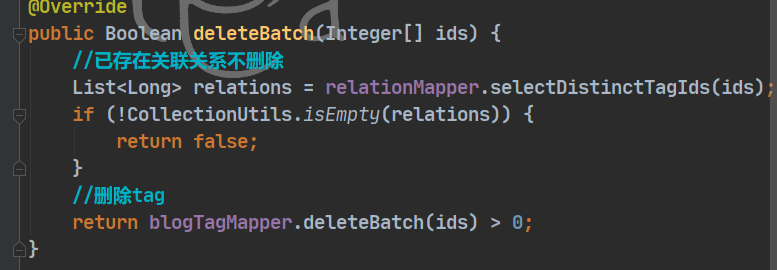 @Override
public Boolean deleteBatch(Integer[] ids) {
//已存在关联关系不删除
List<Long> relations = relationMapper.selectDistinctTagIds(ids);
if (!CollectionUtils.isEmpty(relations)) {
return false;
}
//删除tag
return blogTagMapper.deleteBatch(ids) > 0;
}